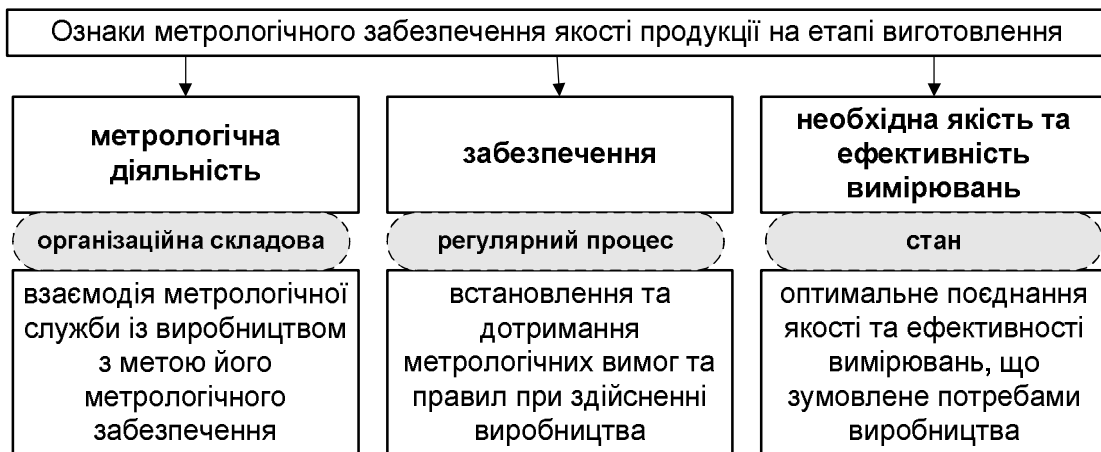 Ознаки метрологічного забезпечення якості продукції на етапі виготовлення
метрологічна
діяльність
організаційна складова
взаємодія метрологічної
служби із виробництвом
з метою його
метрологічного
забезпечення
забезпечення
регулярний процес
встановлення та
дотримання
метрологічних вимог та
правил при здійсненні
виробництва
необхідна якість та
ефективність
вимірювань
стан
оптимальне поєднання
якості та ефективності
вимірювань, що
зумовлене потребами
виробництва